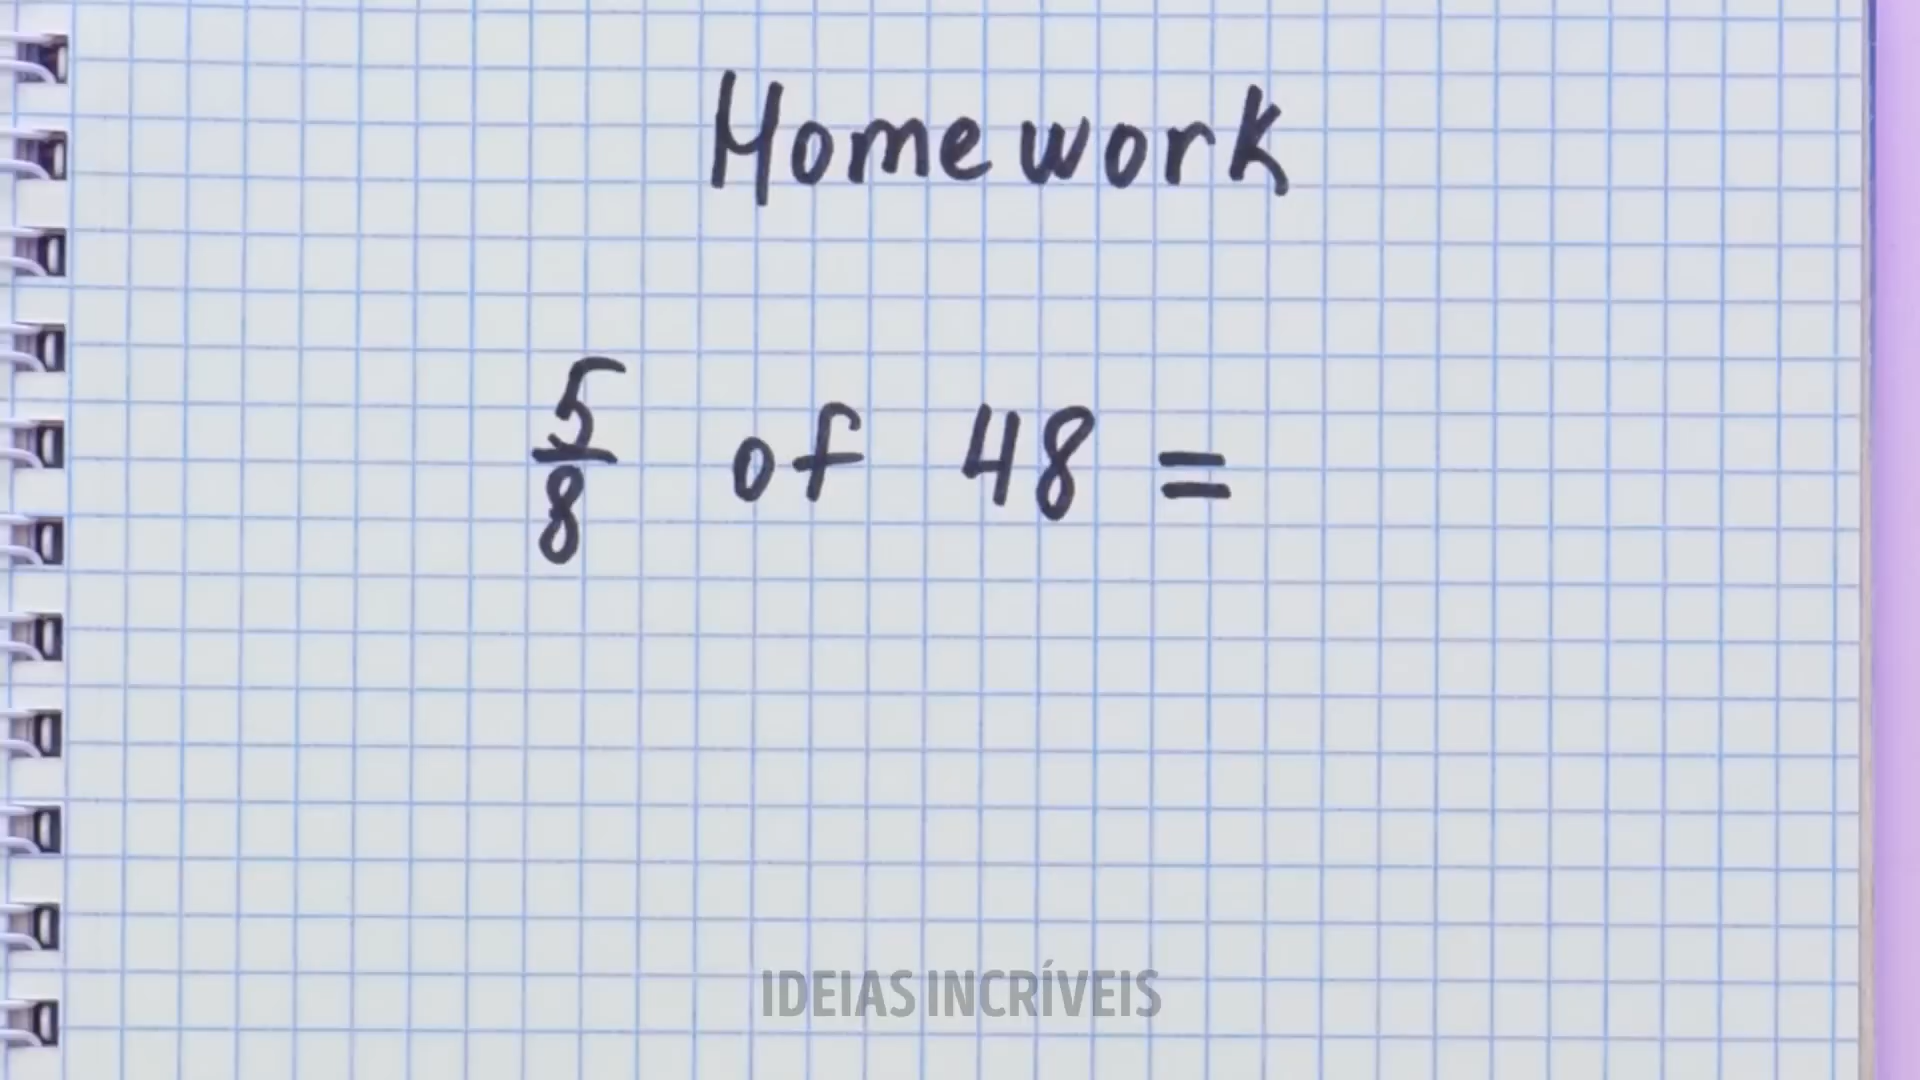 Homework
5/8 of 48 =
IDEIAS INCRÍVEIS